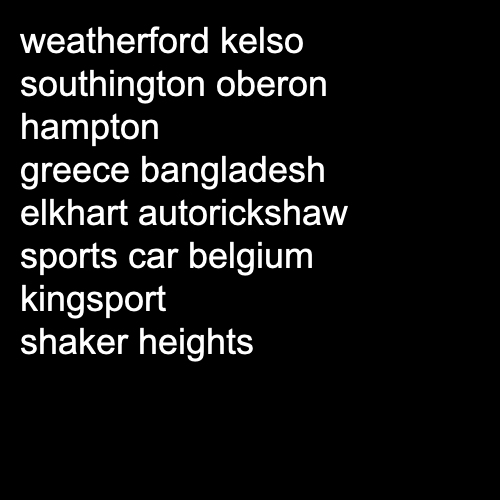 weatherford kelso
southington oberon
hampton
greece bangladesh
elkhart autorickshaw
sports car belgium
kingsport
shaker heights